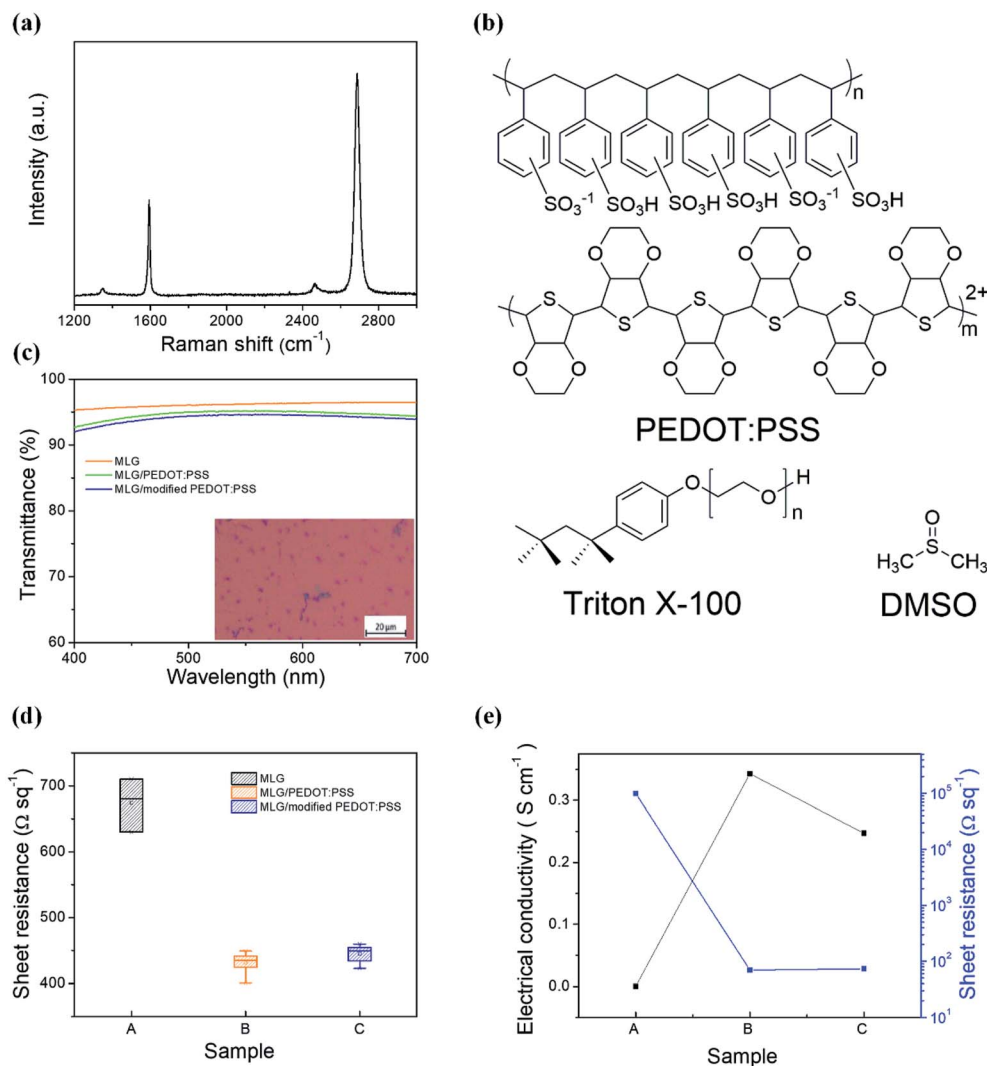 (a)
Intensity (a.u.)
1200 1600 2000 2400 2800
Raman shift (cm⁻¹)
(b)
n
SO₃⁻¹ SO₃H SO₃H SO₃H SO₃⁻¹ SO₃H
O O O O
S S S
2+
m
S S S
O O O O O O O O
PEDOT:PSS
O O H
n
Triton X-100
O
S
H₃C CH₃
DMSO
(c)
Transmittance (%)
100
95
90
85
80
75
70
65
60
MLG
MLG/PEDOT:PSS
MLG/modified PEDOT:PSS
20 μm
400 500 600 700
Wavelength (nm)
(d)
Sheet resistance (Ω sq⁻¹)
700
600
500
400
MLG
MLG/PEDOT:PSS
MLG/modified PEDOT:PSS
A B C
Sample
(e)
Electrical conductivity ( S cm⁻¹)
0.3
0.2
0.1
0.0
A B C
Sample
10⁵
10⁴
10³
10²
10¹
Sheet resistance (Ω sq⁻¹)